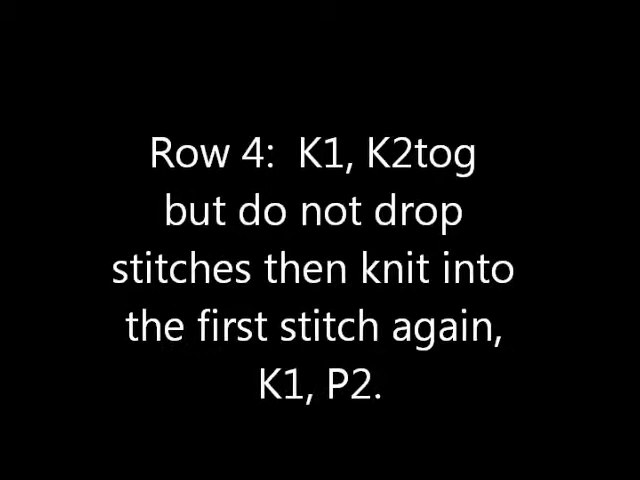 Row 4:  K1, K2tog
but do not drop
stitches then knit into
the first stitch again,
K1, P2.